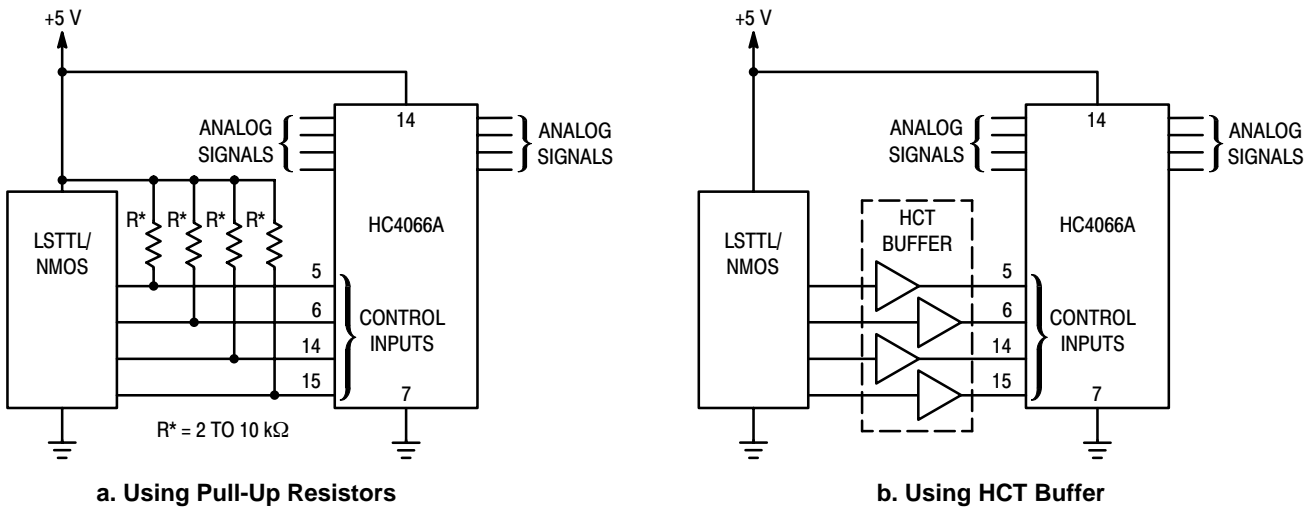 +5 V
ANALOG
SIGNALS
14
ANALOG
SIGNALS
R* R* R* R*
LSTTL/
NMOS
HC4066A
5
6
14
15
CONTROL
INPUTS
7
R* = 2 TO 10 kΩ
a. Using Pull-Up Resistors
+5 V
ANALOG
SIGNALS
14
ANALOG
SIGNALS
LSTTL/
NMOS
HCT
BUFFER
HC4066A
5
6
14
15
CONTROL
INPUTS
7
b. Using HCT Buffer